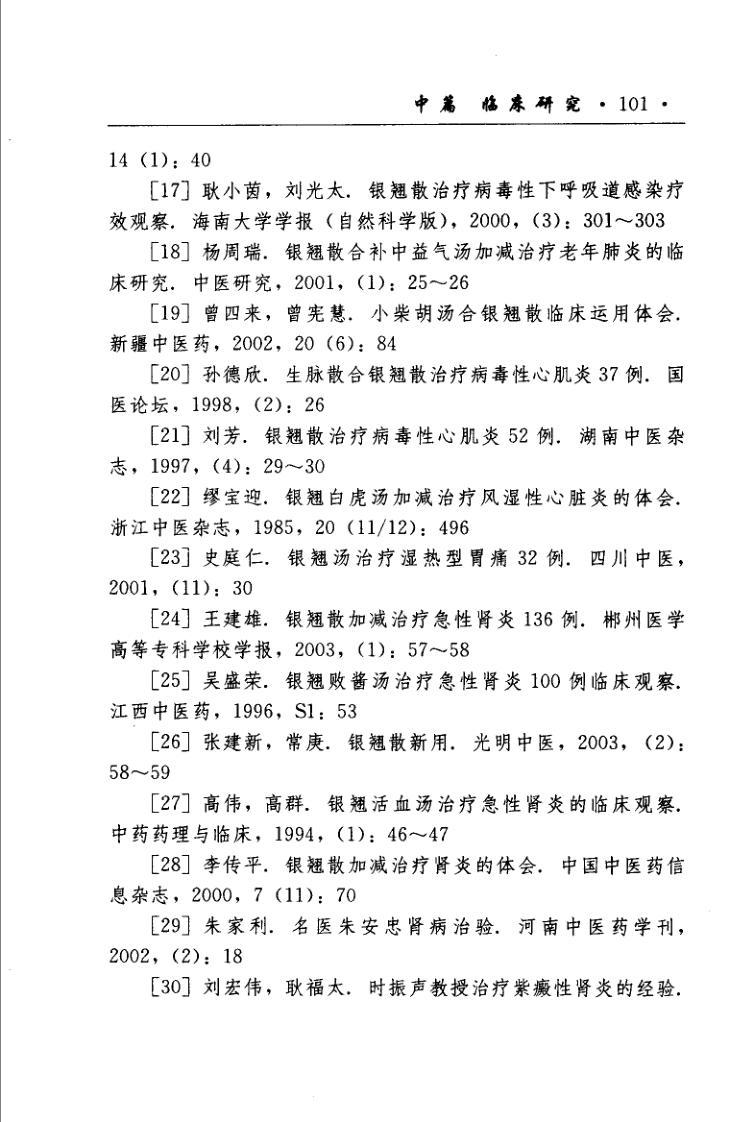 中篇 临床研究 · 101 ·
14（1）：40
［17］耿小茵，刘光太．银翘散治疗病毒性下呼吸道感染疗
效观察．海南大学学报（自然科学版），2000，（3）：301～303
［18］杨周瑞．银翘散合补中益气汤加减治疗老年肺炎的临
床研究．中医研究，2001，（1）：25～26
［19］曾四来，曾宪慧．小柴胡汤合银翘散临床运用体会．
新疆中医药，2002，20（6）：84
［20］孙德欣．生脉散合银翘散治疗病毒性心肌炎 37 例．国
医论坛，1998，（2）：26
［21］刘芳．银翘散治疗病毒性心肌炎 52 例．湖南中医杂
志，1997，（4）：29～30
［22］缪宝迎．银翘白虎汤加减治疗风湿性心脏炎的体会．
浙江中医杂志，1985，20（11/12）：496
［23］史庭仁．银翘汤治疗湿热型胃痛 32 例．四川中医，
2001，（11）：30
［24］王建雄．银翘散加减治疗急性肾炎 136 例．郴州医学
高等专科学校学报，2003，（1）：57～58
［25］吴盛荣．银翘败酱汤治疗急性肾炎 100 例临床观察．
江西中医药，1996，S1：53
［26］张建新，常庚．银翘散新用．光明中医，2003，（2）：
58～59
［27］高伟，高群．银翘活血汤治疗急性肾炎的临床观察．
中药药理与临床，1994，（1）：46～47
［28］李传平．银翘散加减治疗肾炎的体会．中国中医药信
息杂志，2000，7（11）：70
［29］朱家利．名医朱安忠肾病治验．河南中医药学刊，
2002，（2）：18
［30］刘宏伟，耿福太．时振声教授治疗紫癜性肾炎的经验．